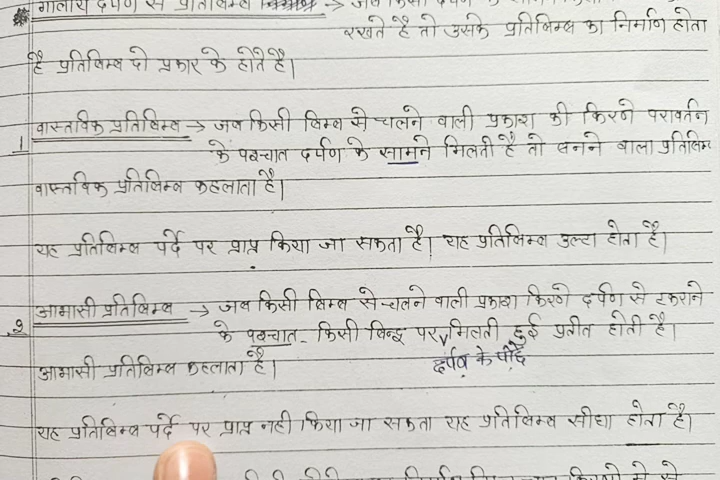 गोलीय दर्पण से प्रतिबिम्ब → जब किसी दर्पण के
रखते है तो उसके प्रतिबिम्ब का निर्माण होता
है प्रतिबिम्ब दो प्रकार के होते है।
1 वास्तविक प्रतिबिम्ब → जब किसी बिम्ब से चलने वाली प्रकाश की किरणे परावर्तन
के पश्चात दर्पण के सामने मिलती है तो बनने वाला प्रतिबिम्ब
वास्तविक प्रतिबिम्ब कहलाता है।
यह प्रतिबिम्ब पर्दे पर प्राप्त किया जा सकता है। यह प्रतिबिम्ब उल्टा होता है।
2 आभासी प्रतिबिम्ब → जब किसी बिम्ब से चलने वाली प्रकाश किरणे दर्पण से टकराने
के पश्चात किसी बिन्दु पर मिलती हुई प्रतीत होती है।
दर्पण के पीछे
आभासी प्रतिबिम्ब कहलाता है।
यह प्रतिबिम्ब पर्दे पर प्राप्त नही किया जा सकता यह प्रतिबिम्ब सीधा होता है।